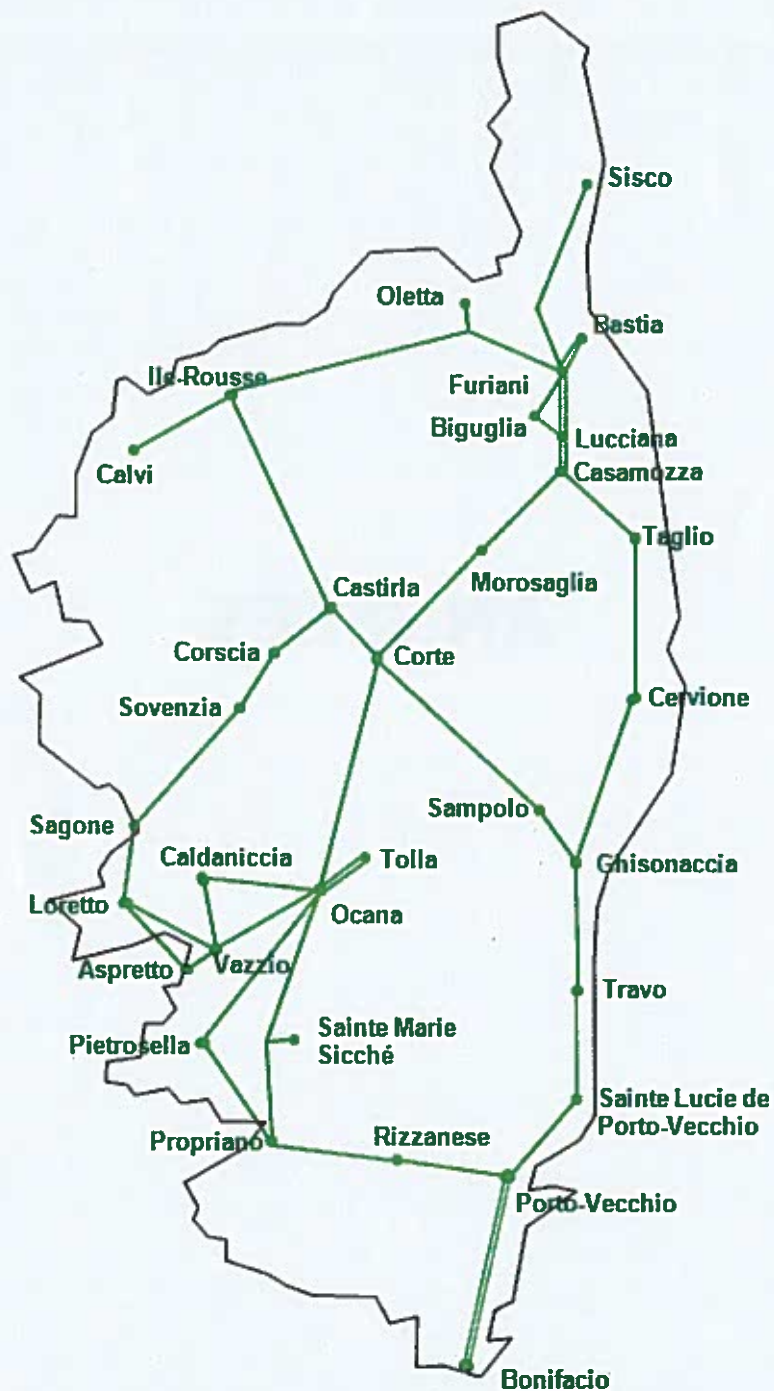 Sisco
Oletta
Bastia
Ile-Rousse
Furiani
Biguglia
Lucciana
Calvi
Casamozza
Taglio
Morosaglia
Castirla
Corscia
Corte
Sovenzia
Cervione
Sampolo
Sagone
Caldaniccia
Tolla
Ghisonaccia
Loretto
Ocana
Aspretto
Vazzio
Travo
Sainte Marie
Sicché
Pietrosella
Sainte Lucie de
Porto-Vecchio
Propriano
Rizzanese
Porto-Vecchio
Bonifacio